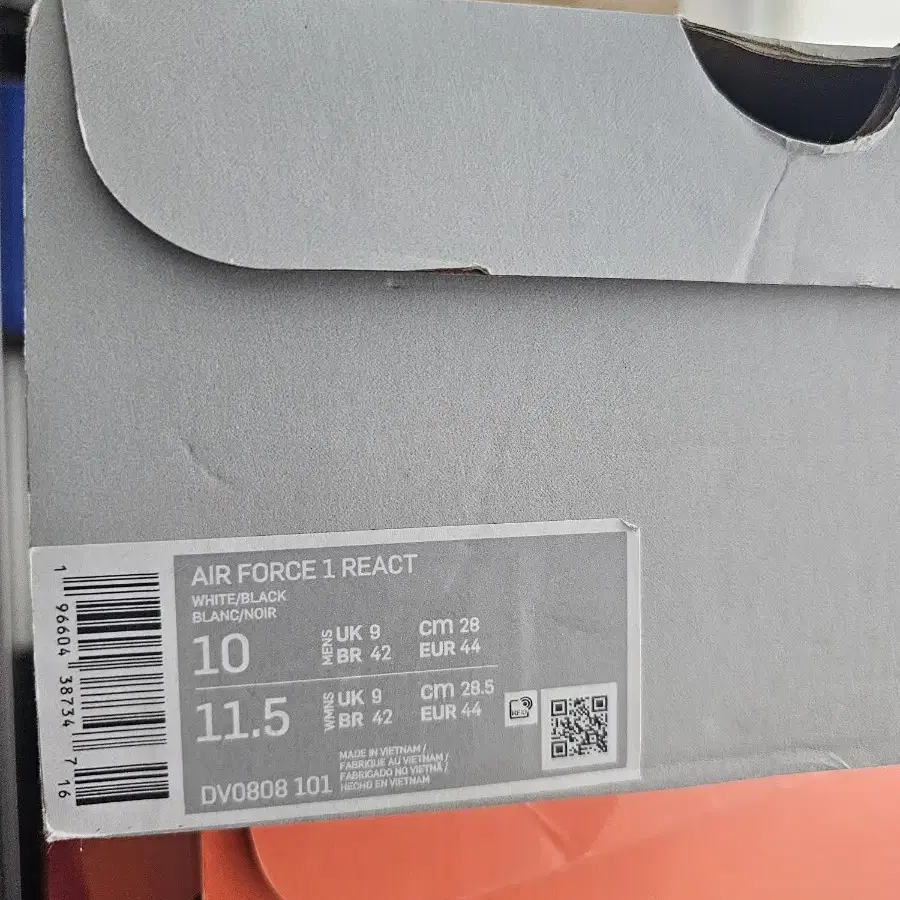 AIR FORCE 1 REACT
WHITE/BLACK
BLANC/NOIR
10 MENS UK 9 cm 28
BR 42 EUR 44
11.5 WMNS UK 9 cm 28.5
BR 42 EUR 44
RFID
MADE IN VIETNAM /
FABRIQUE AU VIETNAM /
FABRICADO NO VIETNÃ /
HECHO EN VIETNAM
DV0808 101
1 96604 38734 7 16